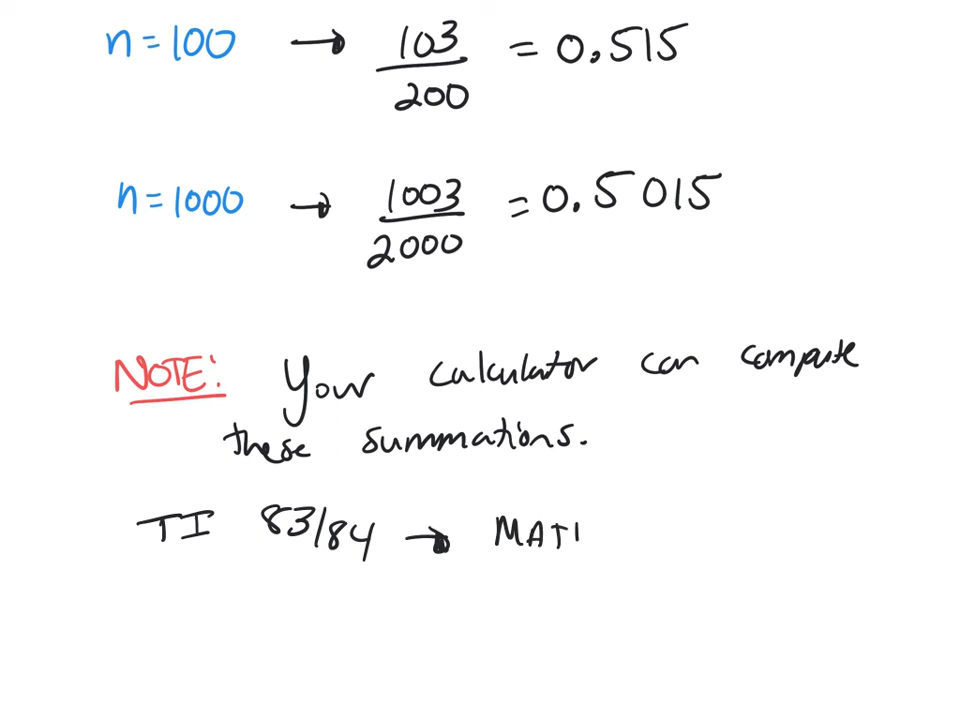 n = 100 → 103/200 = 0.515
n = 1000 → 1003/2000 = 0.5015
NOTE: Your calculator can compute
these summations.
TI 83/84 → MAT